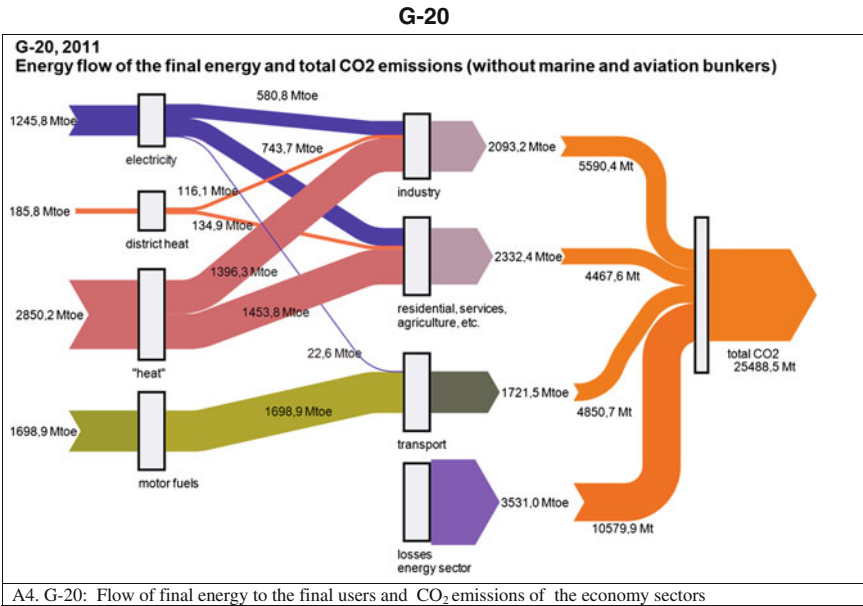 G-20
G-20, 2011
Energy flow of the final energy and total CO2 emissions (without marine and aviation bunkers)
1245,8 Mtoe
electricity
580,8 Mtoe
743,7 Mtoe
185,8 Mtoe
district heat
116,1 Mtoe
134,9 Mtoe
2850,2 Mtoe
"heat"
1396,3 Mtoe
1453,8 Mtoe
22,6 Mtoe
1698,9 Mtoe
motor fuels
1698,9 Mtoe
industry
2093,2 Mtoe
5590,4 Mt
residential, services,
agriculture, etc.
2332,4 Mtoe
4467,6 Mt
transport
1721,5 Mtoe
4850,7 Mt
losses
energy sector
3531,0 Mtoe
10579,9 Mt
total CO2
25488,5 Mt
A4. G-20: Flow of final energy to the final users and CO2 emissions of the economy sectors